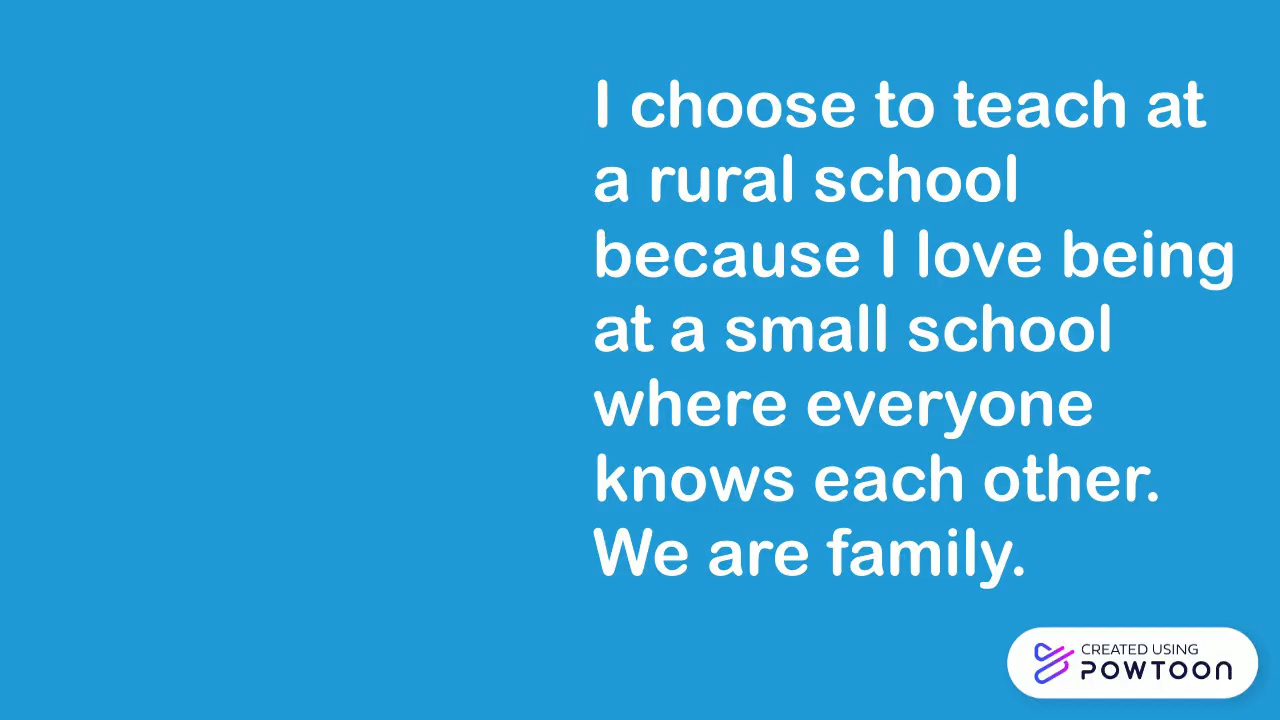 I choose to teach at
a rural school
because I love being
at a small school
where everyone
knows each other.
We are family.
CREATED USING
POWTOON